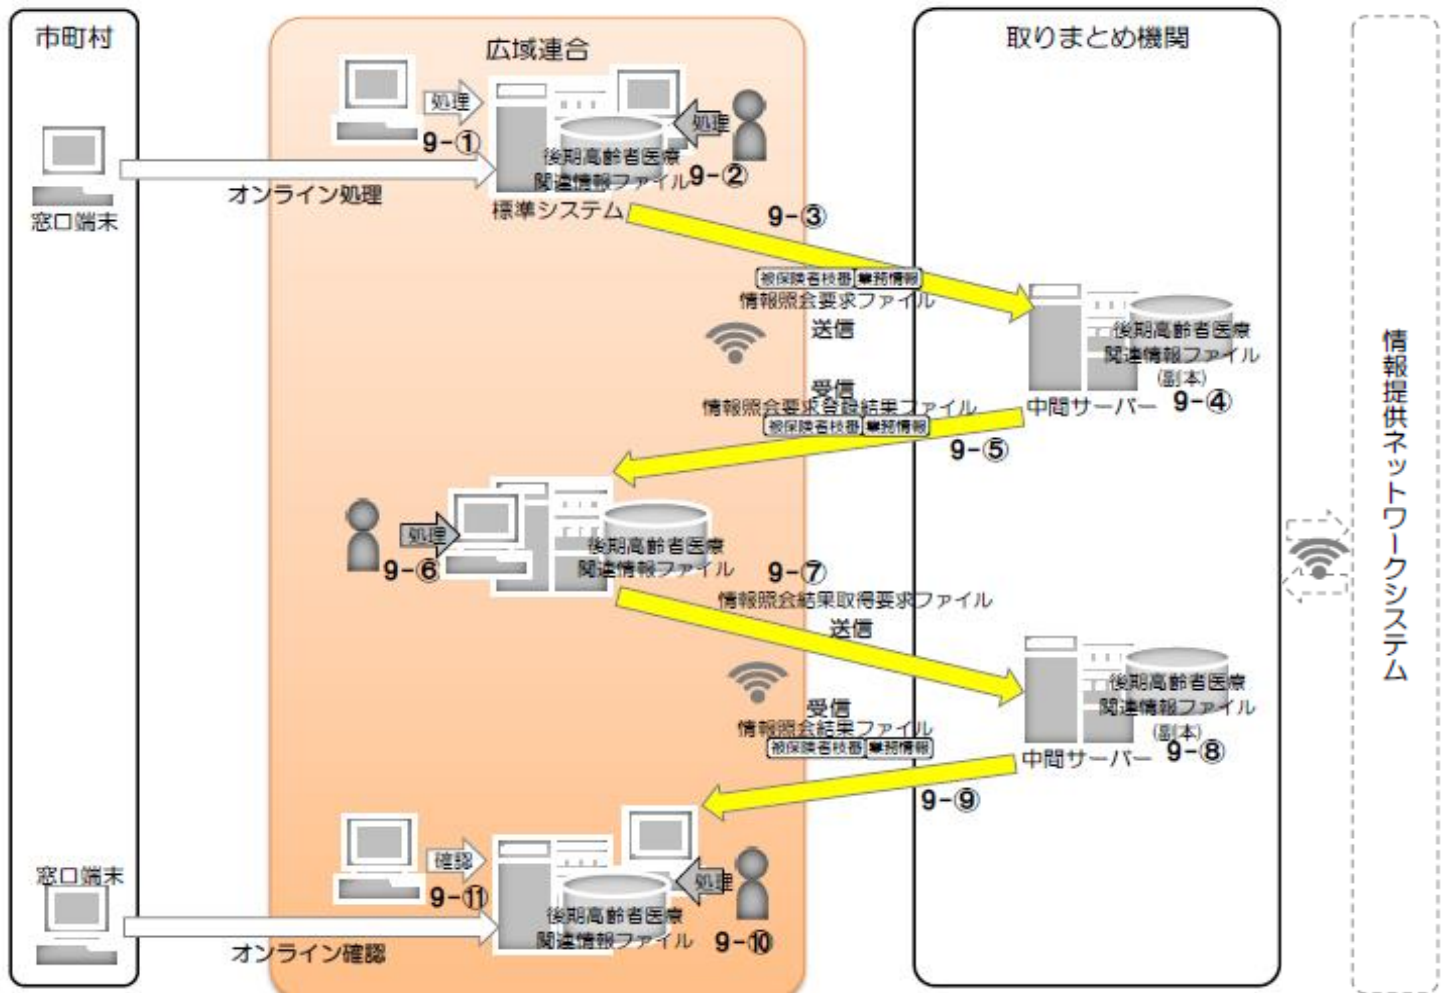 市町村
広域連合
取りまとめ機関
処理
9-①
処理
後期高齢者医療
関連情報ファイル
9-②
標準システム
窓口端末
オンライン処理
9-③
被保険者枝番 業務情報
情報照会要求ファイル
送信
後期高齢者医療
関連情報ファイル
(副本)
中間サーバー
9-④
受信
情報照会要求登録結果ファイル
被保険者枝番 業務情報
9-⑤
処理
9-⑥
後期高齢者医療
関連情報ファイル
9-⑦
情報照会結果取得要求ファイル
送信
後期高齢者医療
関連情報ファイル
(副本)
中間サーバー
9-⑧
受信
情報照会結果ファイル
被保険者枝番 業務情報
9-⑨
確認
9-⑪
処理
後期高齢者医療
関連情報ファイル
9-⑩
窓口端末
オンライン確認
情報提供ネットワークシステム